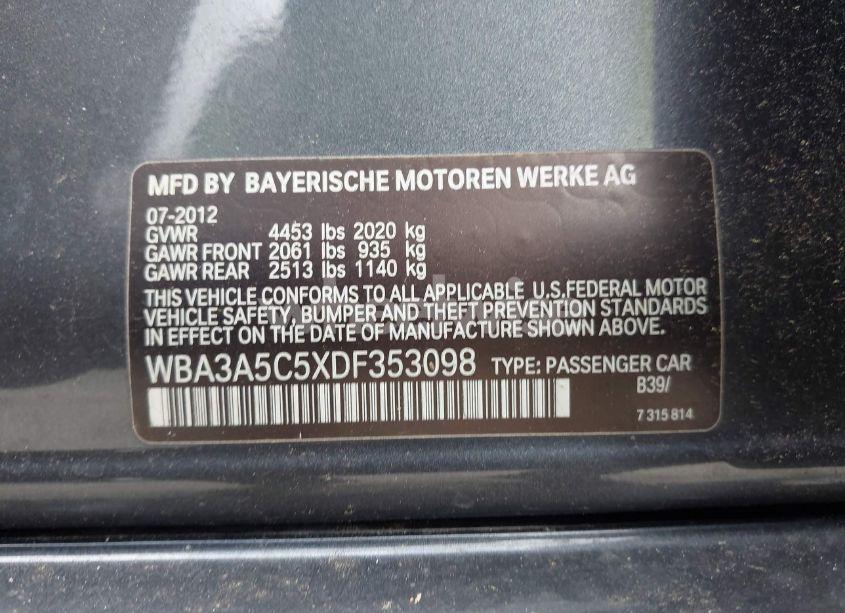 MFD BY BAYERISCHE MOTOREN WERKE AG
07-2012
GVWR 4453 lbs 2020 kg
GAWR FRONT 2061 lbs 935 kg
GAWR REAR 2513 lbs 1140 kg
THIS VEHICLE CONFORMS TO ALL APPLICABLE U.S.FEDERAL MOTOR
VEHICLE SAFETY, BUMPER AND THEFT PREVENTION STANDARDS
IN EFFECT ON THE DATE OF MANUFACTURE SHOWN ABOVE.
WBA3A5C5XDF353098 TYPE: PASSENGER CAR
B39/
7 315 814